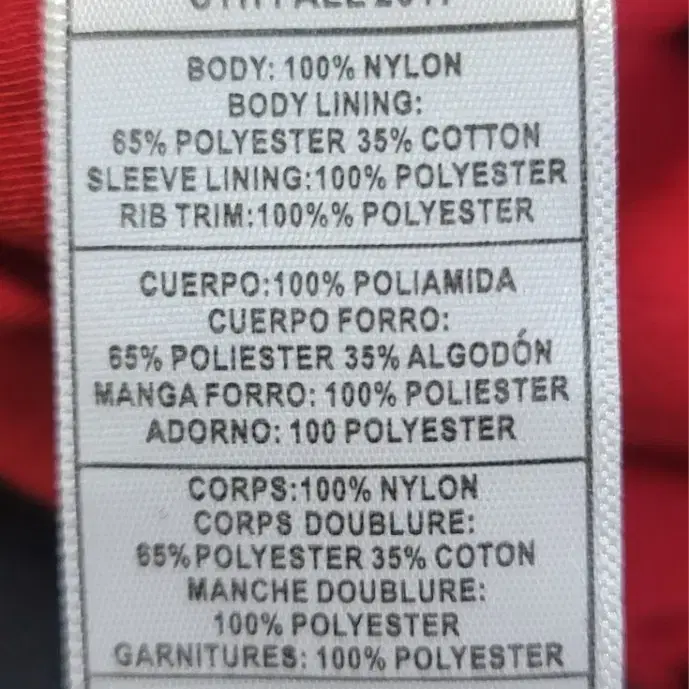 BODY: 100% NYLON
BODY LINING:
65% POLYESTER 35% COTTON
SLEEVE LINING:100% POLYESTER
RIB TRIM:100%% POLYESTER
CUERPO:100% POLIAMIDA
CUERPO FORRO:
65% POLIESTER 35% ALGODÓN
MANGA FORRO: 100% POLIESTER
ADORNO: 100 POLYESTER
CORPS:100% NYLON
CORPS DOUBLURE:
65% POLYESTER 35% COTON
MANCHE DOUBLURE:
100% POLYESTER
GARNITURES: 100% POLYESTER